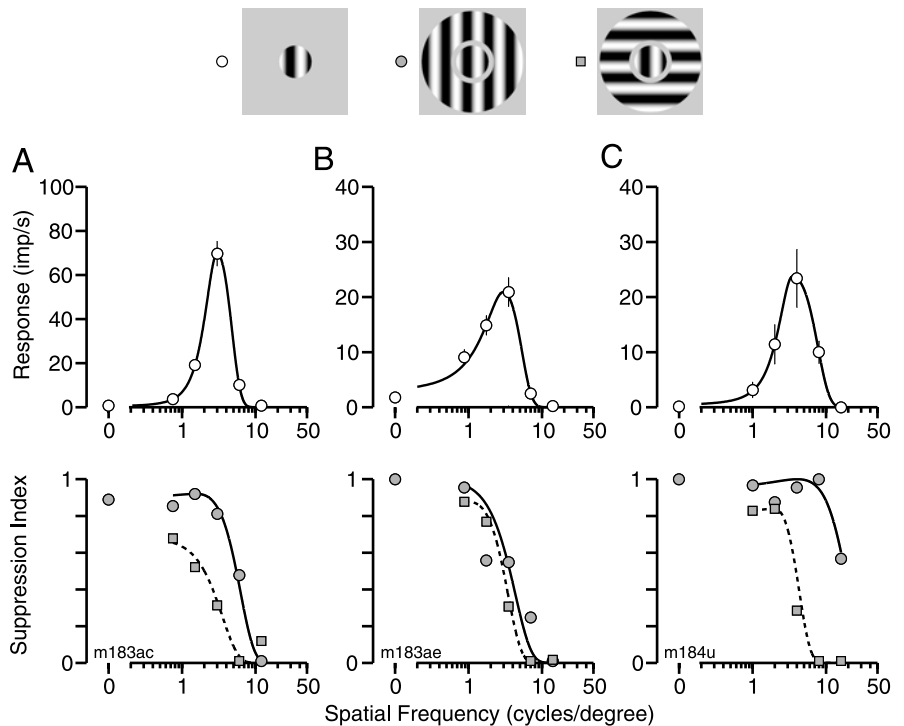 A B C
100 40 40
80
30 30
60
20 20
40
20 10 10
0 0 0
0 1 10 50 0 1 10 50 0 1 10 50
Response (imp/s)
1 1 1
Suppression Index
m183ac m183ae m184u
0 0 0
0 1 10 50 0 1 10 50 0 1 10 50
Spatial Frequency (cycles/degree)